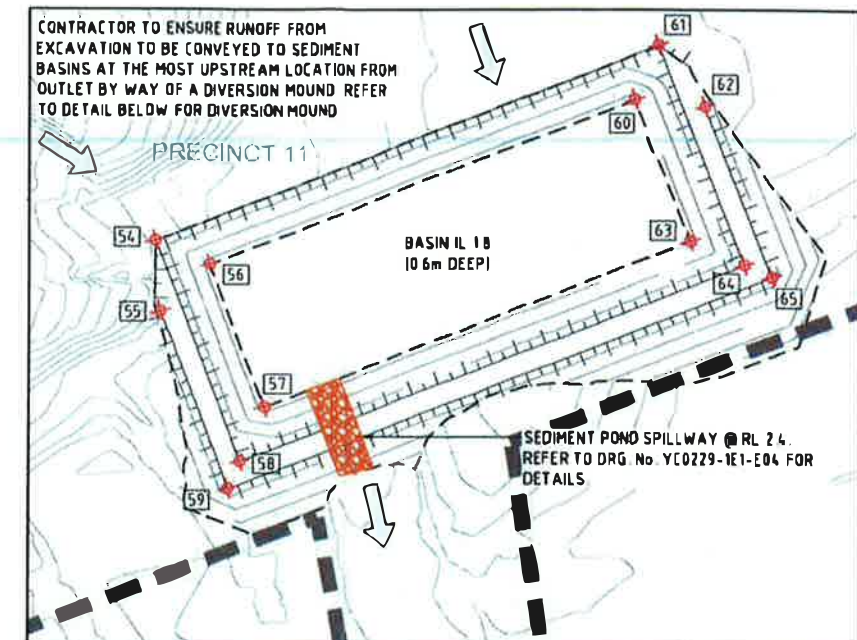 CONTRACTOR TO ENSURE RUNOFF FROM
EXCAVATION TO BE CONVEYED TO SEDIMENT
BASINS AT THE MOST UPSTREAM LOCATION FROM
OUTLET BY WAY OF A DIVERSION MOUND REFER
TO DETAIL BELOW FOR DIVERSION MOUND
PRECINCT 11
61
62
60
54
56
BASIN IL 1B
(0 6m DEEP)
63
64
65
55
57
58
59
SEDIMENT POND SPILLWAY @ RL 2.4.
REFER TO DRG. No. YC0229-1E1-E04 FOR
DETAILS